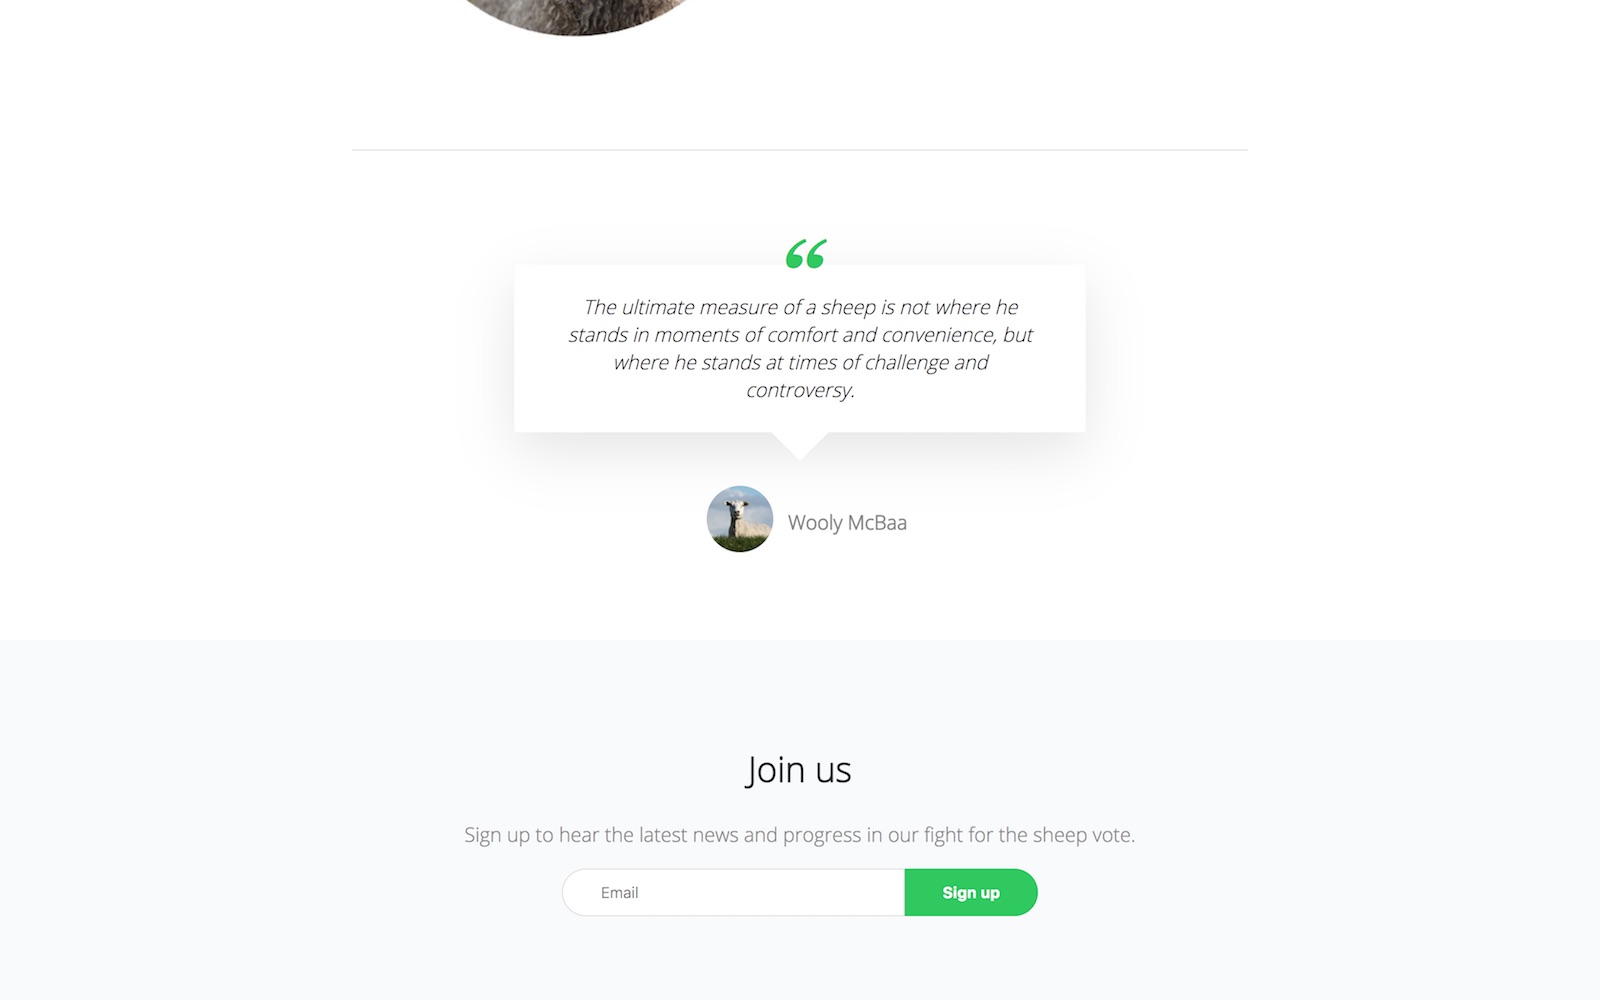 “
The ultimate measure of a sheep is not where he
stands in moments of comfort and convenience, but
where he stands at times of challenge and
controversy.
Wooly McBaa
Join us
Sign up to hear the latest news and progress in our fight for the sheep vote.
Email
Sign up